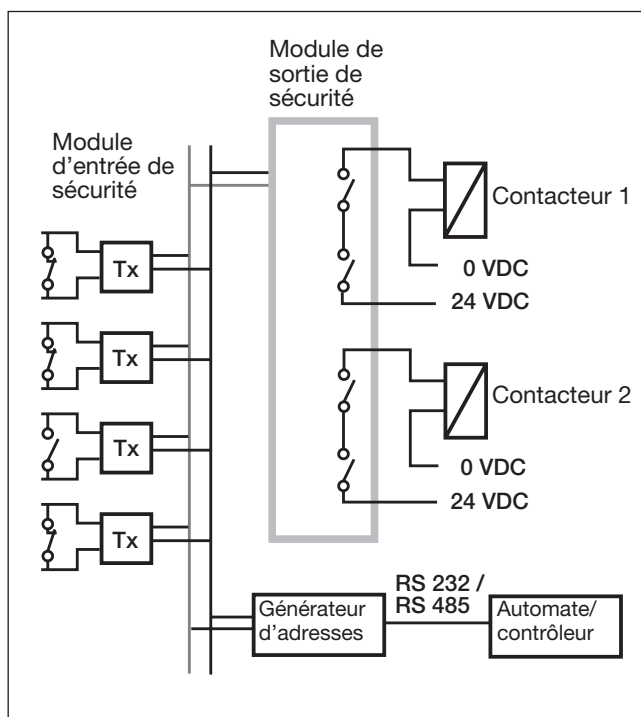 Module de
sortie de
sécurité
Module
d'entrée de
sécurité
Contacteur 1
Tx
0 VDC
24 VDC
Tx
Contacteur 2
Tx
0 VDC
24 VDC
Tx
RS 232 /
RS 485
Générateur
d'adresses
Automate/
contrôleur